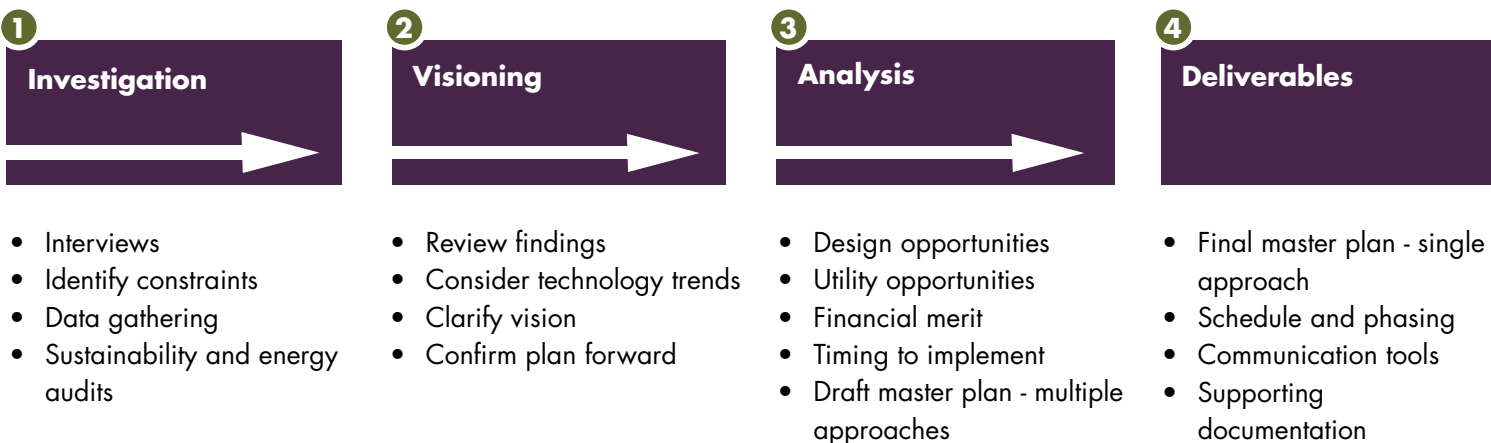 1
Investigation
• Interviews
• Identify constraints
• Data gathering
• Sustainability and energy
audits
2
Visioning
• Review findings
• Consider technology trends
• Clarify vision
• Confirm plan forward
3
Analysis
• Design opportunities
• Utility opportunities
• Financial merit
• Timing to implement
• Draft master plan - multiple
approaches
4
Deliverables
• Final master plan - single
approach
• Schedule and phasing
• Communication tools
• Supporting
documentation